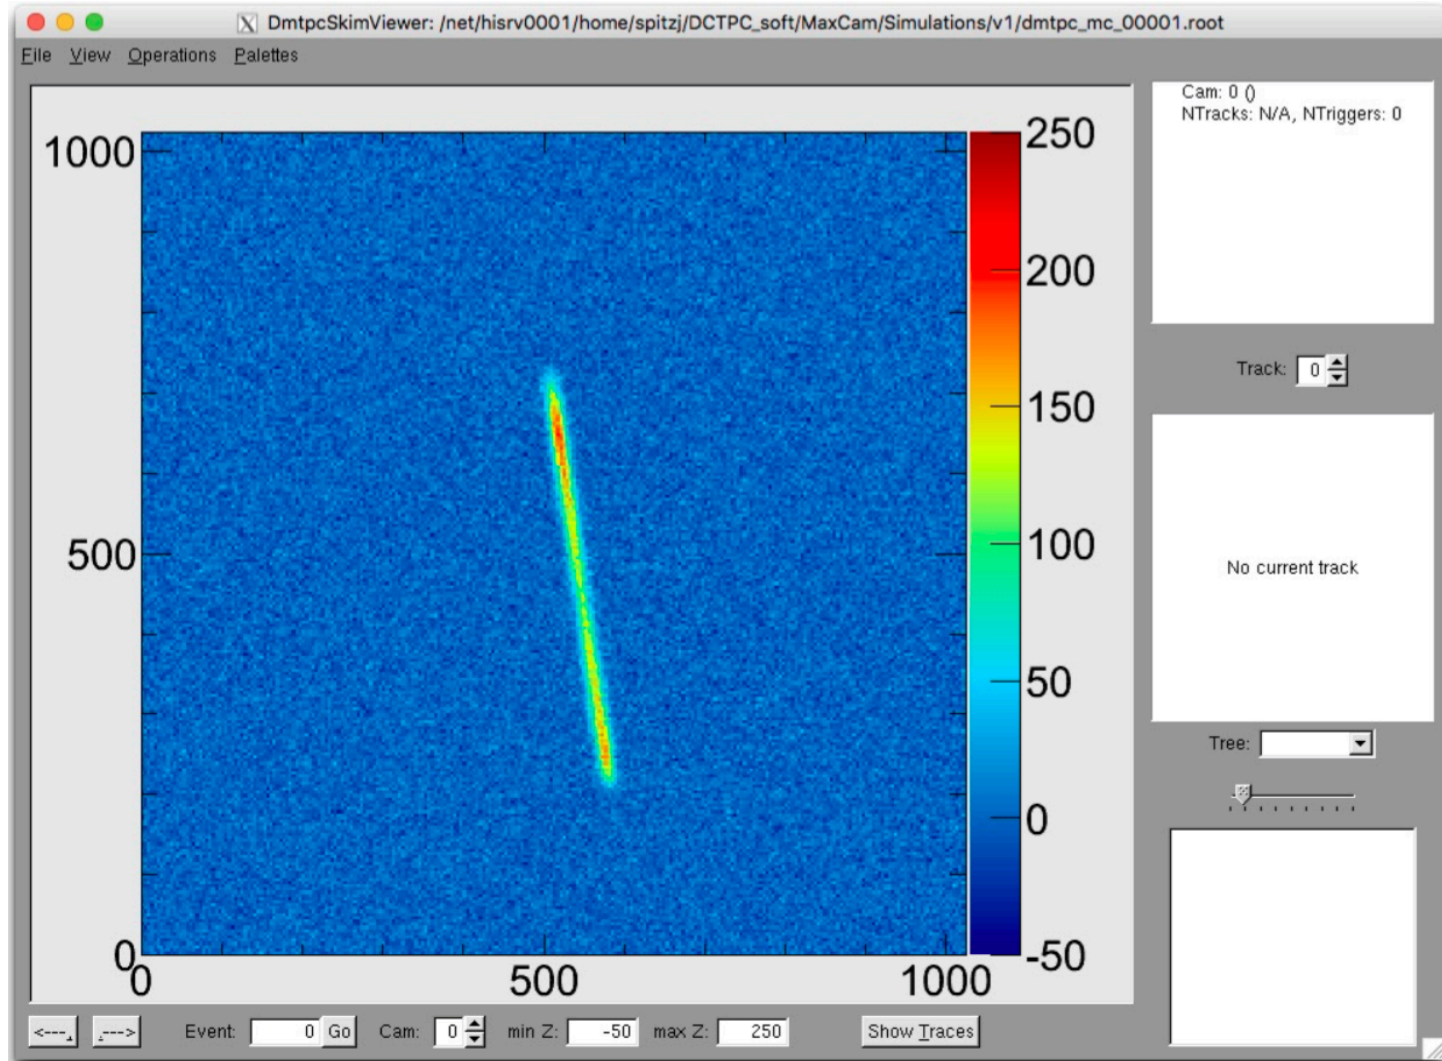 DmtpcSkimViewer: /net/hisrv0001/home/spitzj/DCTPC_soft/MaxCam/Simulations/v1/dmtpc_mc_00001.root
File View Operations Palettes
Cam: 0 ()
NTracks: N/A, NTriggers: 0
1000
500
0
0 500 1000
250
200
150
100
50
0
-50
Track: 0
No current track
Tree:
<---. .---> Event: 0 Go Cam: 0 min Z: -50 max Z: 250 Show Traces